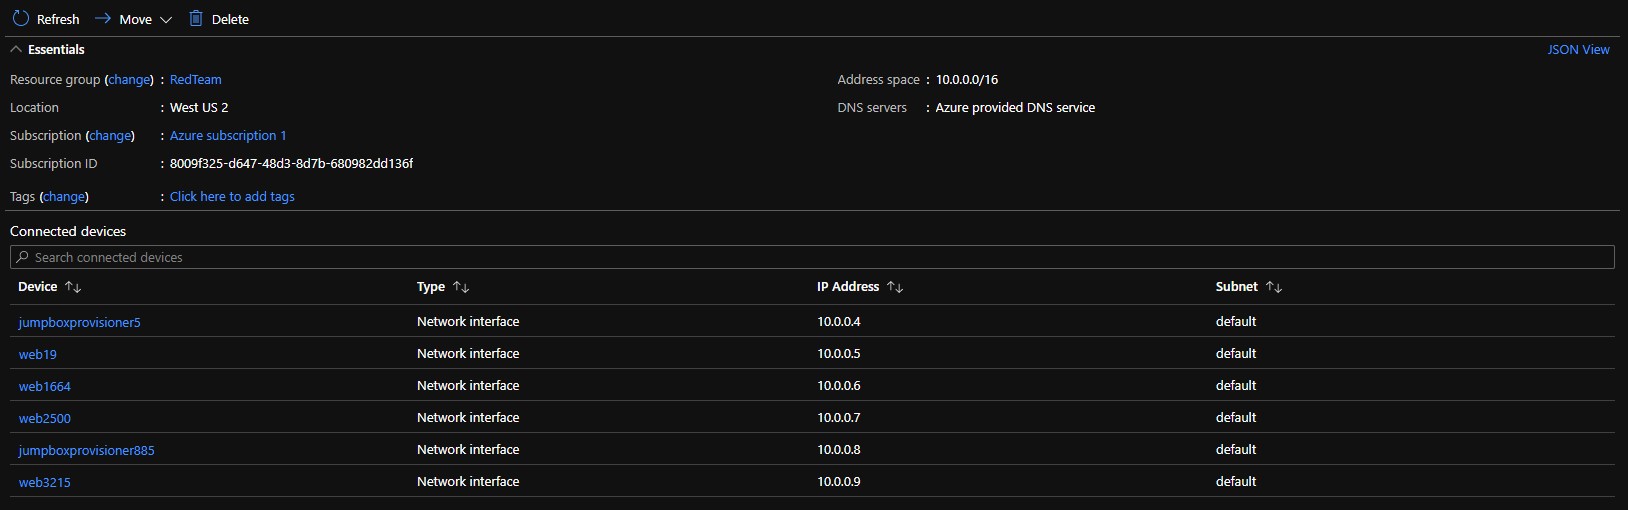 Refresh Move Delete
Essentials JSON View
Resource group (change) : RedTeam Address space : 10.0.0.0/16
Location : West US 2 DNS servers : Azure provided DNS service
Subscription (change) : Azure subscription 1
Subscription ID : 8009f325-d647-48d3-8d7b-680982dd136f
Tags (change) : Click here to add tags
Connected devices
Search connected devices
Device Type IP Address Subnet
jumpboxprovisioner5 Network interface 10.0.0.4 default
web19 Network interface 10.0.0.5 default
web1664 Network interface 10.0.0.6 default
web2500 Network interface 10.0.0.7 default
jumpboxprovisioner885 Network interface 10.0.0.8 default
web3215 Network interface 10.0.0.9 default